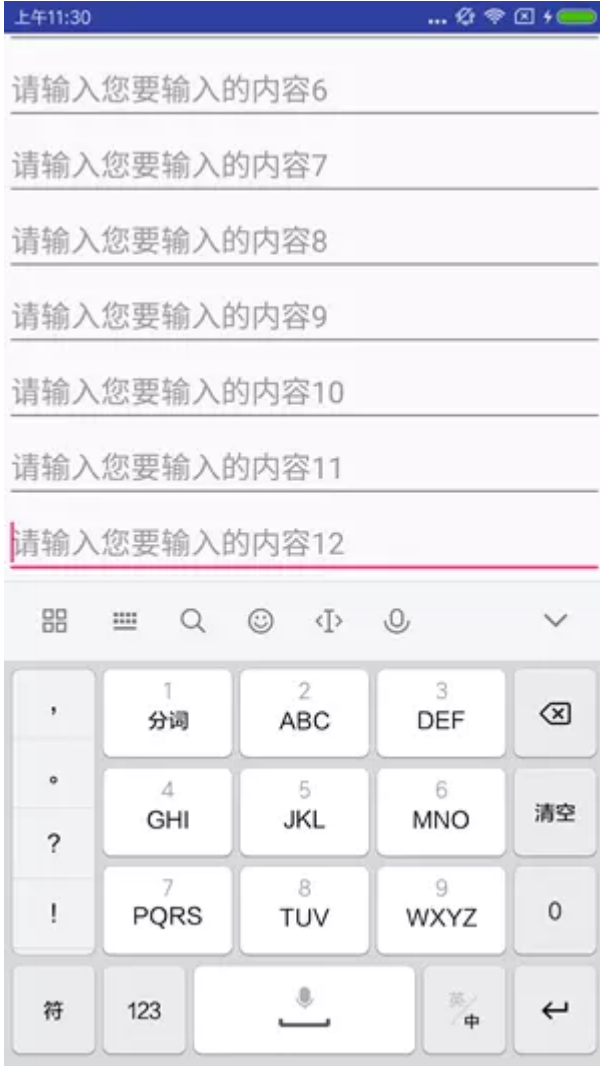 上午11:30
请输入您要输入的内容6
请输入您要输入的内容7
请输入您要输入的内容8
请输入您要输入的内容9
请输入您要输入的内容10
请输入您要输入的内容11
请输入您要输入的内容12
,
1
分词
2
ABC
3
DEF
。
4
GHI
5
JKL
6
MNO
清空
?
!
7
PQRS
8
TUV
9
WXYZ
0
符
123
英/中